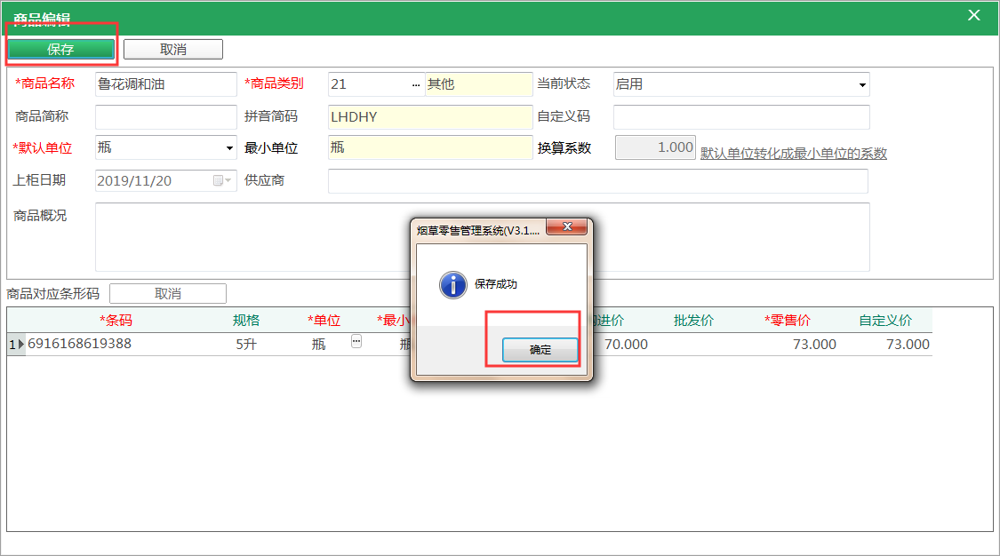 商品编辑
保存 取消
*商品名称 鲁花调和油 *商品类别 21 ... 其他 当前状态 启用
商品简称 拼音简码 LHDHY 自定义码
*默认单位 瓶 最小单位 瓶 换算系数 1.000 默认单位转化成最小单位的系数
上柜日期 2019/11/20 供应商
商品概况
烟草零售管理系统(V3.1....
保存成功
确定
商品对应条形码 取消
*条码 规格 *单位 *最小 进价 批发价 *零售价 自定义价
1 6916168619388 5升 瓶 ... 瓶 70.000 73.000 73.000